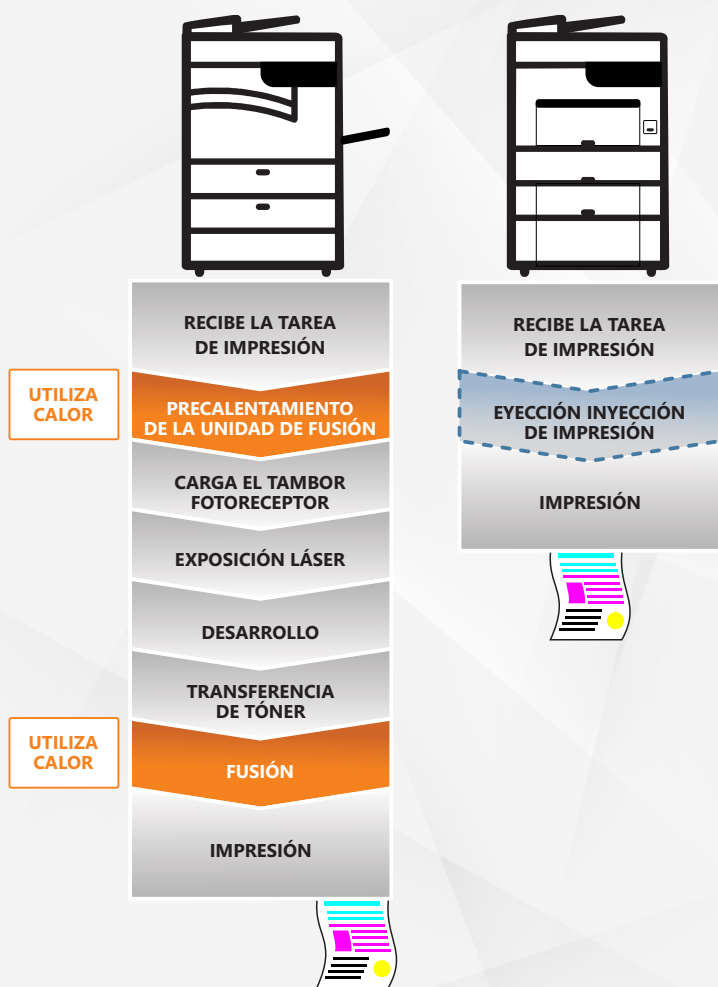 RECIBE LA TAREA
DE IMPRESIÓN
UTILIZA
CALOR
PRECALENTAMIENTO
DE LA UNIDAD DE FUSIÓN
CARGA EL TAMBOR
FOTORECEPTOR
EXPOSICIÓN LÁSER
DESARROLLO
TRANSFERENCIA
DE TÓNER
UTILIZA
CALOR
FUSIÓN
IMPRESIÓN
RECIBE LA TAREA
DE IMPRESIÓN
EYECCIÓN INYECCIÓN
DE IMPRESIÓN
IMPRESIÓN